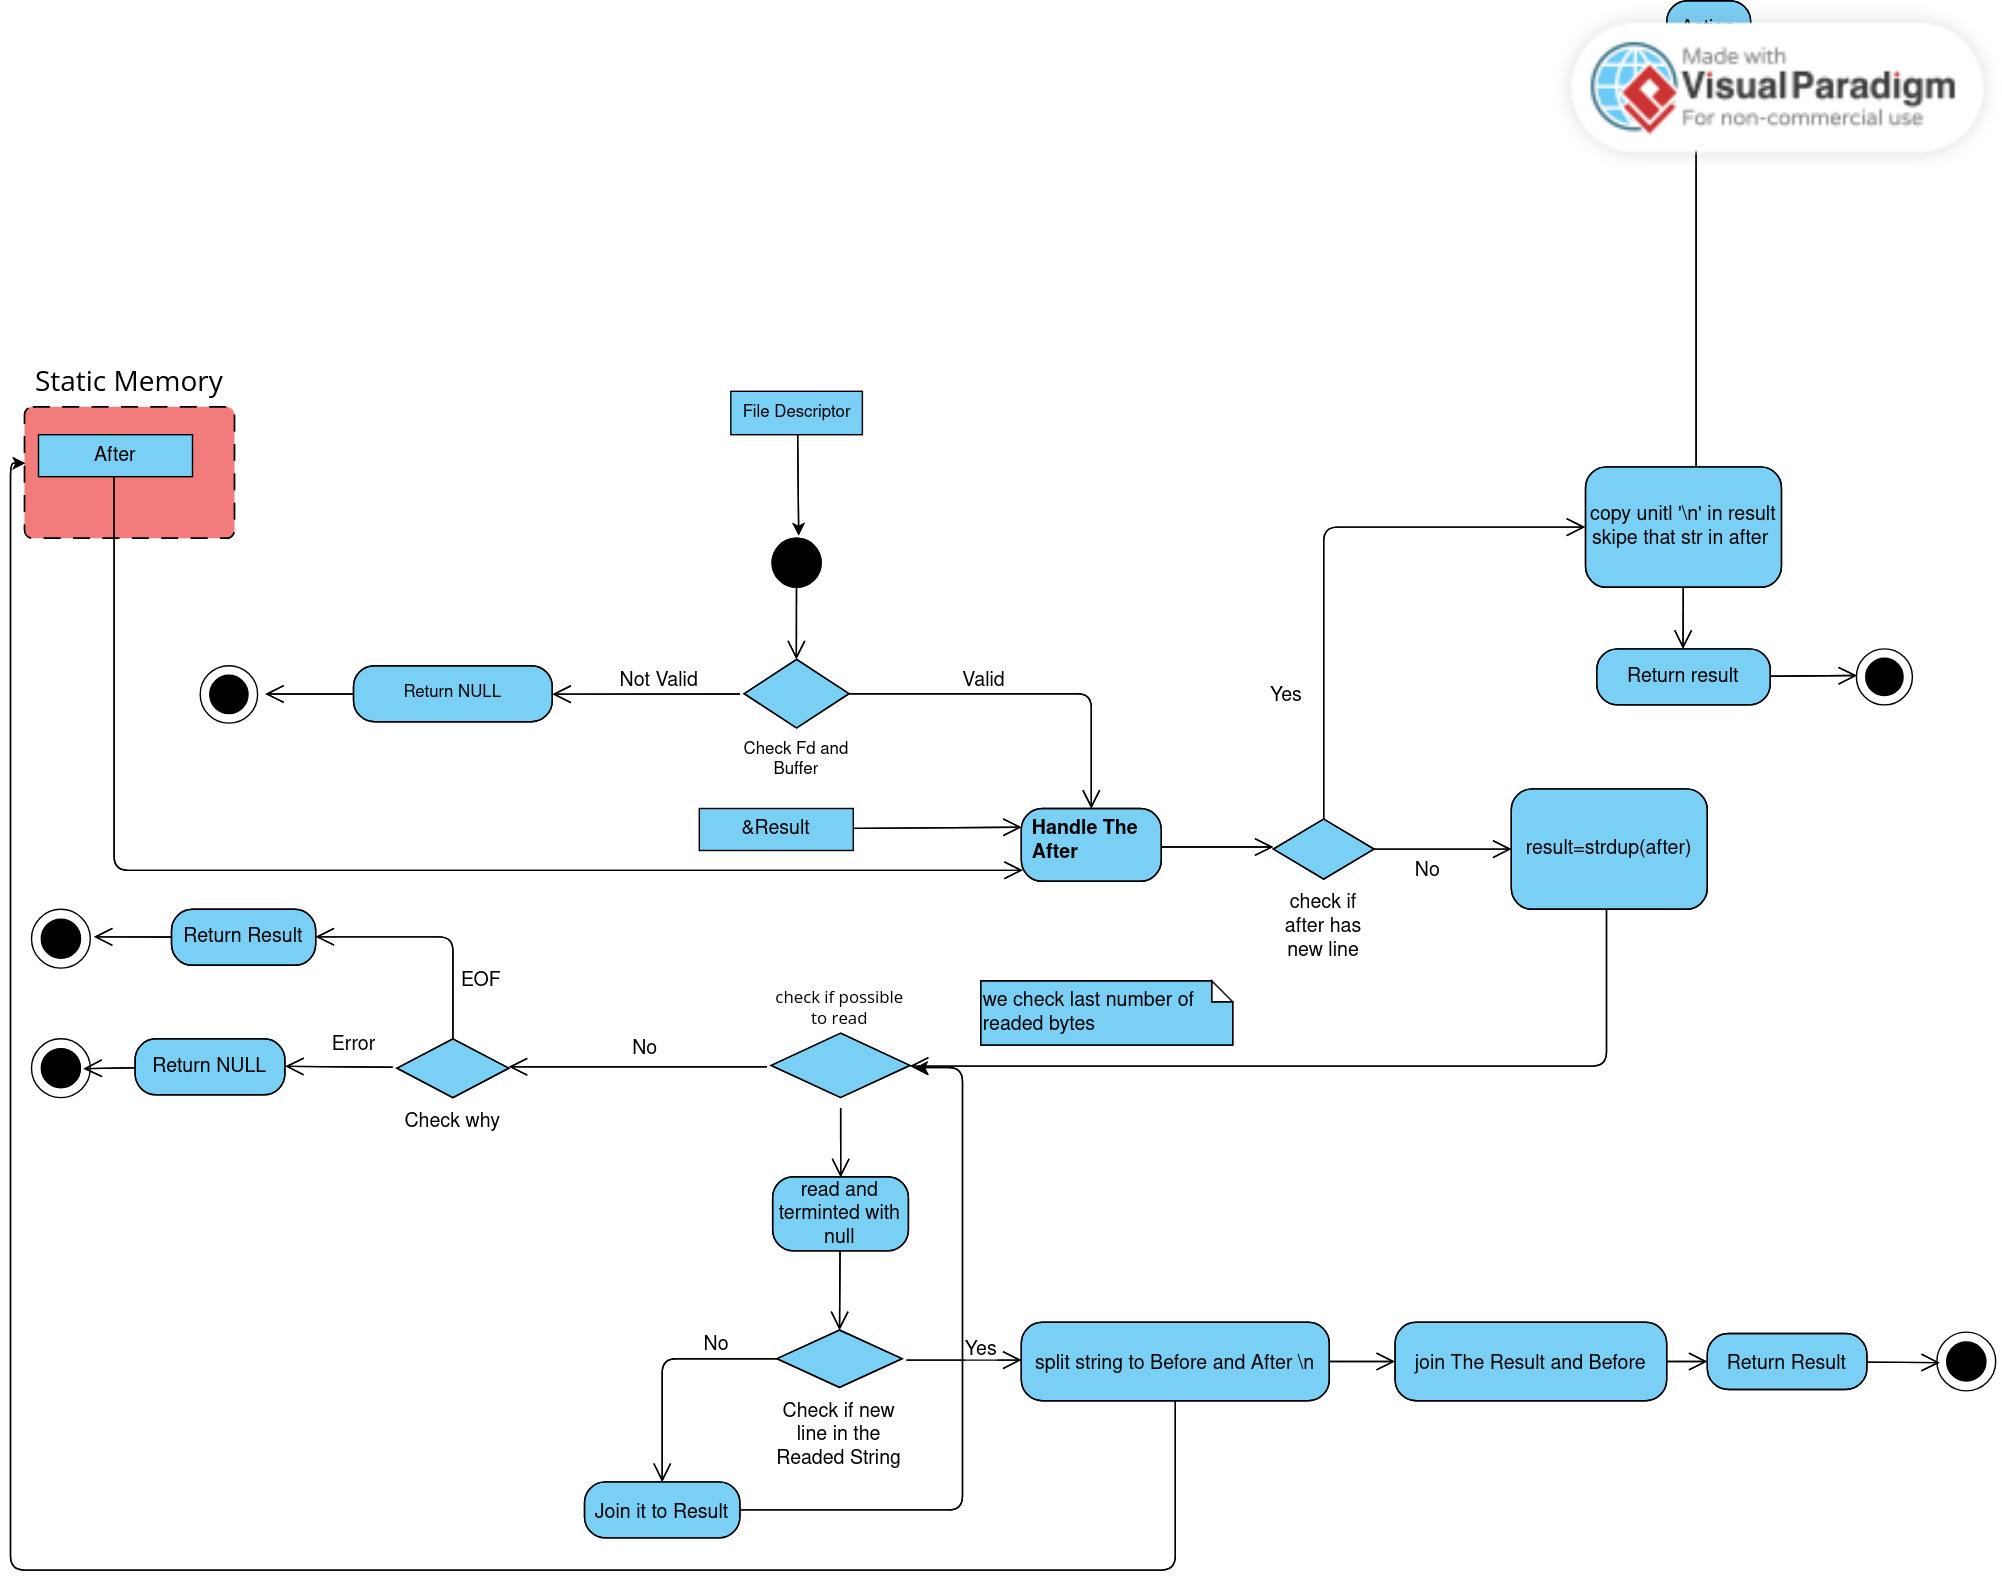 Made with
Visual Paradigm
For non-commercial use
Static Memory
After
File Descriptor
copy unitl '\n' in result
skipe that str in after
Return result
Return NULL
Not Valid
Valid
Check Fd and
Buffer
Yes
&Result
Handle The
After
No
result=strdup(after)
check if
after has
new line
Return Result
EOF
check if possible
to read
we check last number of
readed bytes
Return NULL
Error
Check why
No
read and
terminted with
null
No
Yes
Check if new
line in the
Readed String
split string to Before and After \n
join The Result and Before
Return Result
Join it to Result